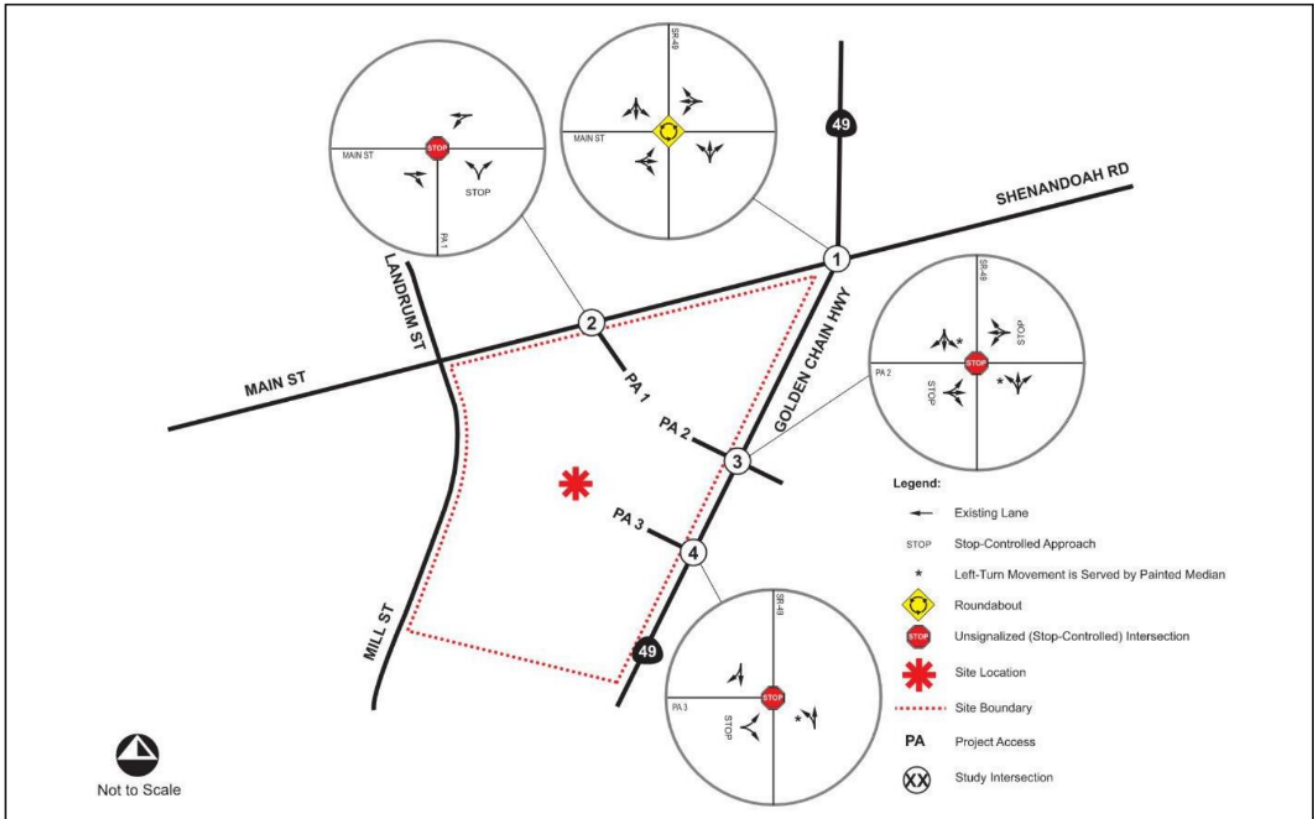 SR-49
MAIN ST
STOP
MAIN ST
STOP
PA 1
49
SHENANDOAH RD
LANDRUM ST
1
2
GOLDEN CHAIN HWY
MAIN ST
PA 1
PA 2
3
SR-49
STOP
*
STOP
PA 2
STOP
*
PA 3
4
MILL ST
49
SR-49
STOP
PA 3
STOP
*
Legend:
Existing Lane
STOP Stop-Controlled Approach
* Left-Turn Movement is Served by Painted Median
Roundabout
STOP Unsignalized (Stop-Controlled) Intersection
Site Location
Site Boundary
PA Project Access
XX Study Intersection
Not to Scale